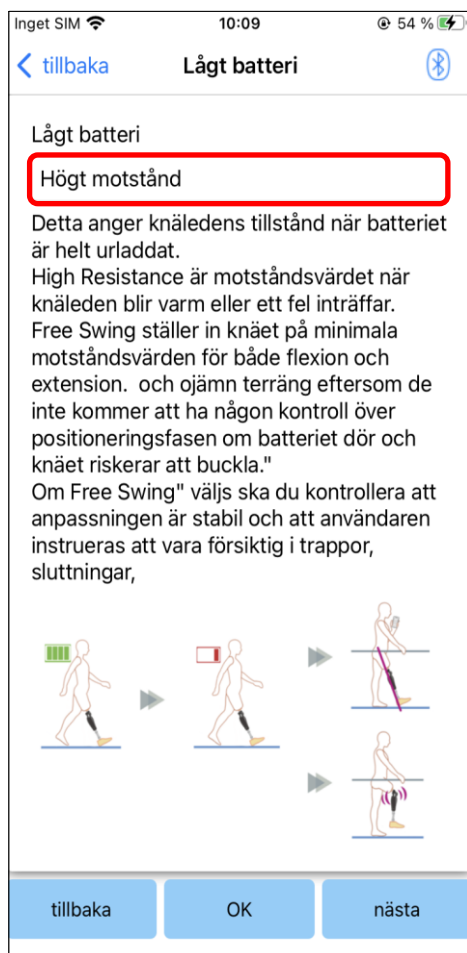 Inget SIM 10:09 54 %
tillbaka Lågt batteri
Lågt batteri
Högt motstånd
Detta anger knäledens tillstånd när batteriet
är helt urladdat.
High Resistance är motståndsvärdet när
knäleden blir varm eller ett fel inträffar.
Free Swing ställer in knäet på minimala
motståndsvärden för både flexion och
extension.  och ojämn terräng eftersom de
inte kommer att ha någon kontroll över
positioneringsfasen om batteriet dör och
knäet riskerar att buckla."
Om Free Swing" väljs ska du kontrollera att
anpassningen är stabil och att användaren
instrueras att vara försiktig i trappor,
sluttningar,
tillbaka OK nästa